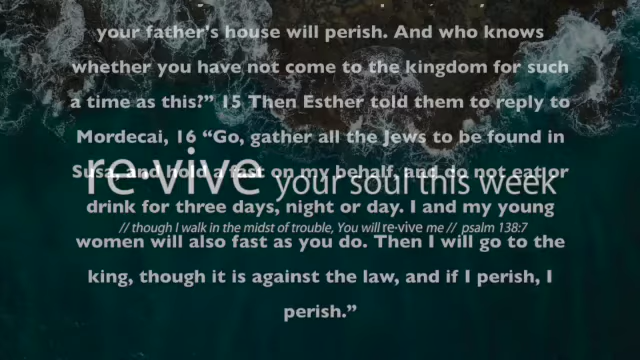 your father's house will perish. And who knows
whether you have not come to the kingdom for such
a time as this?” 15 Then Esther told them to reply to
Mordecai, 16 “Go, gather all the Jews to be found in
Susa, and hold a fast on my behalf, and do not eat or
re·vive your soul this week
drink for three days, night or day. I and my young
// though I walk in the midst of trouble, You will re-vive me // psalm 138:7
women will also fast as you do. Then I will go to the
king, though it is against the law, and if I perish, I
perish.”